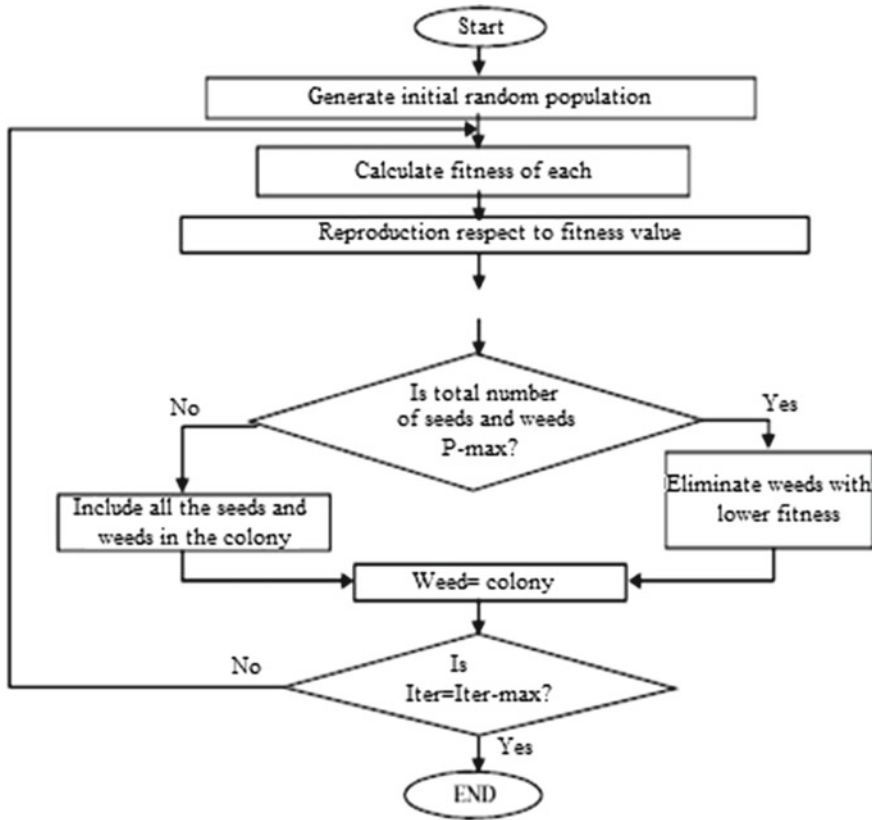 Start
Generate initial random population
Calculate fitness of each
Reproduction respect to fitness value
Is total number
of seeds and weeds
P-max?
No
Yes
Include all the seeds and
weeds in the colony
Eliminate weeds with
lower fitness
Weed= colony
Is
Iter=Iter-max?
No
Yes
END